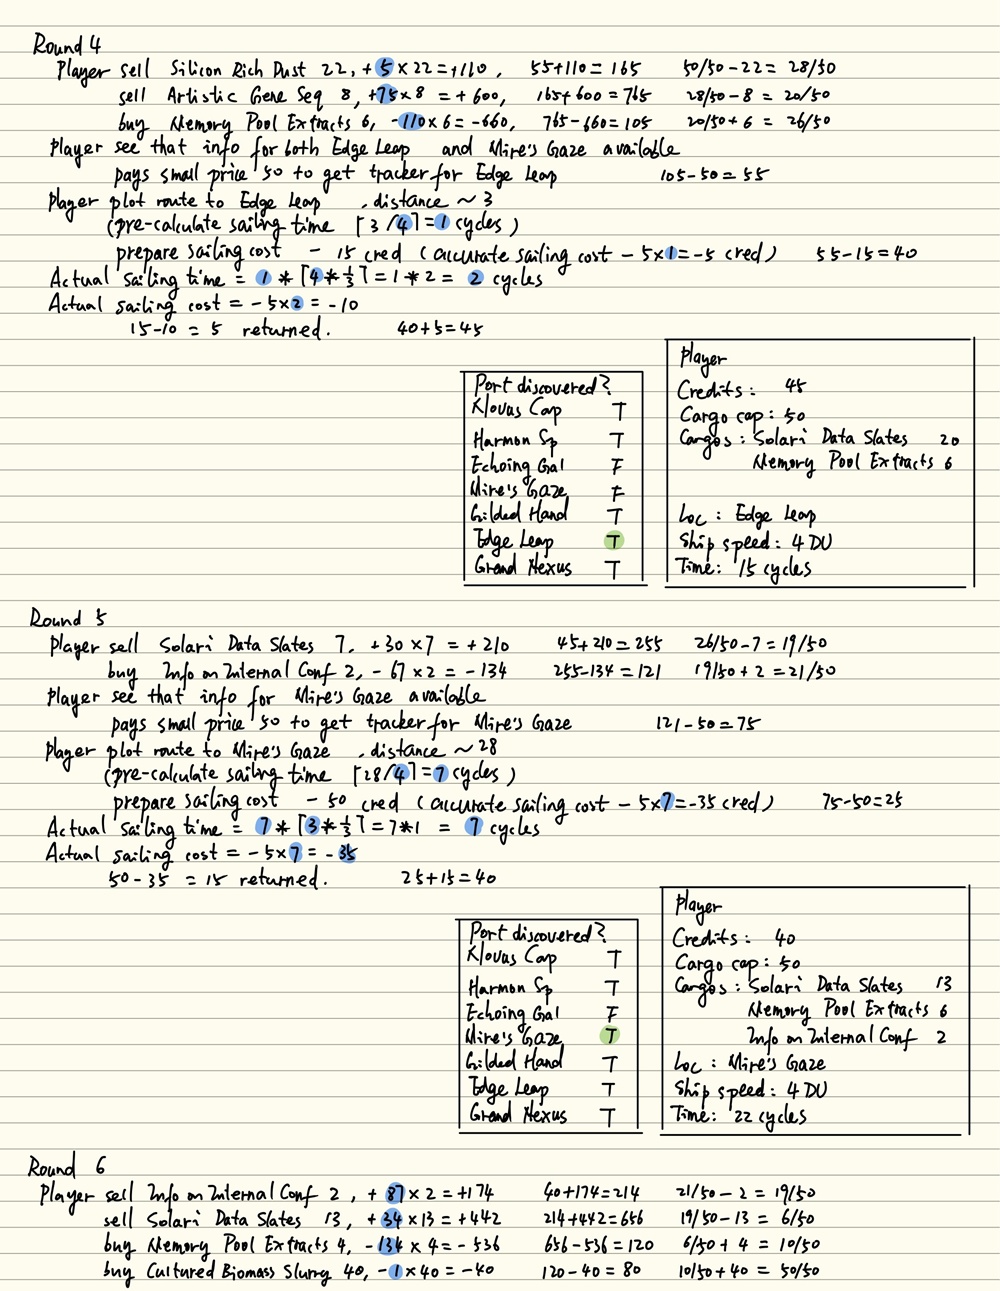 Round 4
Player sell Silicon Rich Dust 22, + 5 × 22 = +110, 55+110 = 165 50/50 - 22 = 28/50
sell Artistic Gene Seq 8, +75 × 8 = + 600, 165+600 = 765 28/50 - 8 = 20/50
buy Memory Pool Extracts 6, -110 × 6 = -660, 765-660 = 105 20/50 + 6 = 26/50
Player see that info for both Edge Leap and Mire's Gaze available
pays small price 50 to get tracker for Edge Leap 105-50 = 55
Player plot route to Edge Leap , distance ~ 3
(pre-calculate sailing time ⌈3/4⌉ = 1 cycles)
prepare sailing cost - 15 cred (accurate sailing cost - 5×1 = -5 cred) 55-15 = 40
Actual sailing time = 1 * ⌈4 * 1/3⌉ = 1 * 2 = 2 cycles
Actual sailing cost = - 5×2 = -10
15-10 = 5 returned. 40+5 = 45
Port discovered?
Klovus Cap T
Harmon Sp T
Echoing Gal F
Mire's Gaze F
Gilded Hand T
Edge Leap T
Grand Nexus T
Player
Credits: 45
Cargo cap: 50
Cargos: Solari Data Slates 20
Memory Pool Extracts 6
Loc: Edge Leap
Ship speed: 4 DU
Time: 15 cycles
Round 5
Player sell Solari Data Slates 7, +30 × 7 = +210 45+210 = 255 26/50 - 7 = 19/50
buy Info on Internal Conf 2, - 67 × 2 = -134 255-134 = 121 19/50 + 2 = 21/50
Player see that info for Mire's Gaze available
pays small price 50 to get tracker for Mire's Gaze 121-50 = 75
Player plot route to Mire's Gaze , distance ~ 28
(pre-calculate sailing time ⌈28/4⌉ = 7 cycles)
prepare sailing cost - 50 cred (accurate sailing cost - 5×7 = -35 cred) 75-50 = 25
Actual sailing time = 7 * ⌈3 * 1/3⌉ = 7 * 1 = 7 cycles
Actual sailing cost = - 5×7 = -35
50-35 = 15 returned. 25+15 = 40
Port discovered?
Klovus Cap T
Harmon Sp T
Echoing Gal F
Mire's Gaze T
Gilded Hand T
Edge Leap T
Grand Nexus T
Player
Credits: 40
Cargo cap: 50
Cargos: Solari Data Slates 13
Memory Pool Extracts 6
Info on Internal Conf 2
Loc: Mire's Gaze
Ship speed: 4 DU
Time: 22 cycles
Round 6
Player sell Info on Internal Conf 2, + 87 × 2 = +174 40+174 = 214 21/50 - 2 = 19/50
sell Solari Data Slates 13, +34 × 13 = +442 214+442 = 656 19/50 - 13 = 6/50
buy Memory Pool Extracts 4, -134 × 4 = - 536 656-536 = 120 6/50 + 4 = 10/50
buy Cultured Biomass Slurry 40, -1 × 40 = -40 120-40 = 80 10/50 + 40 = 50/50